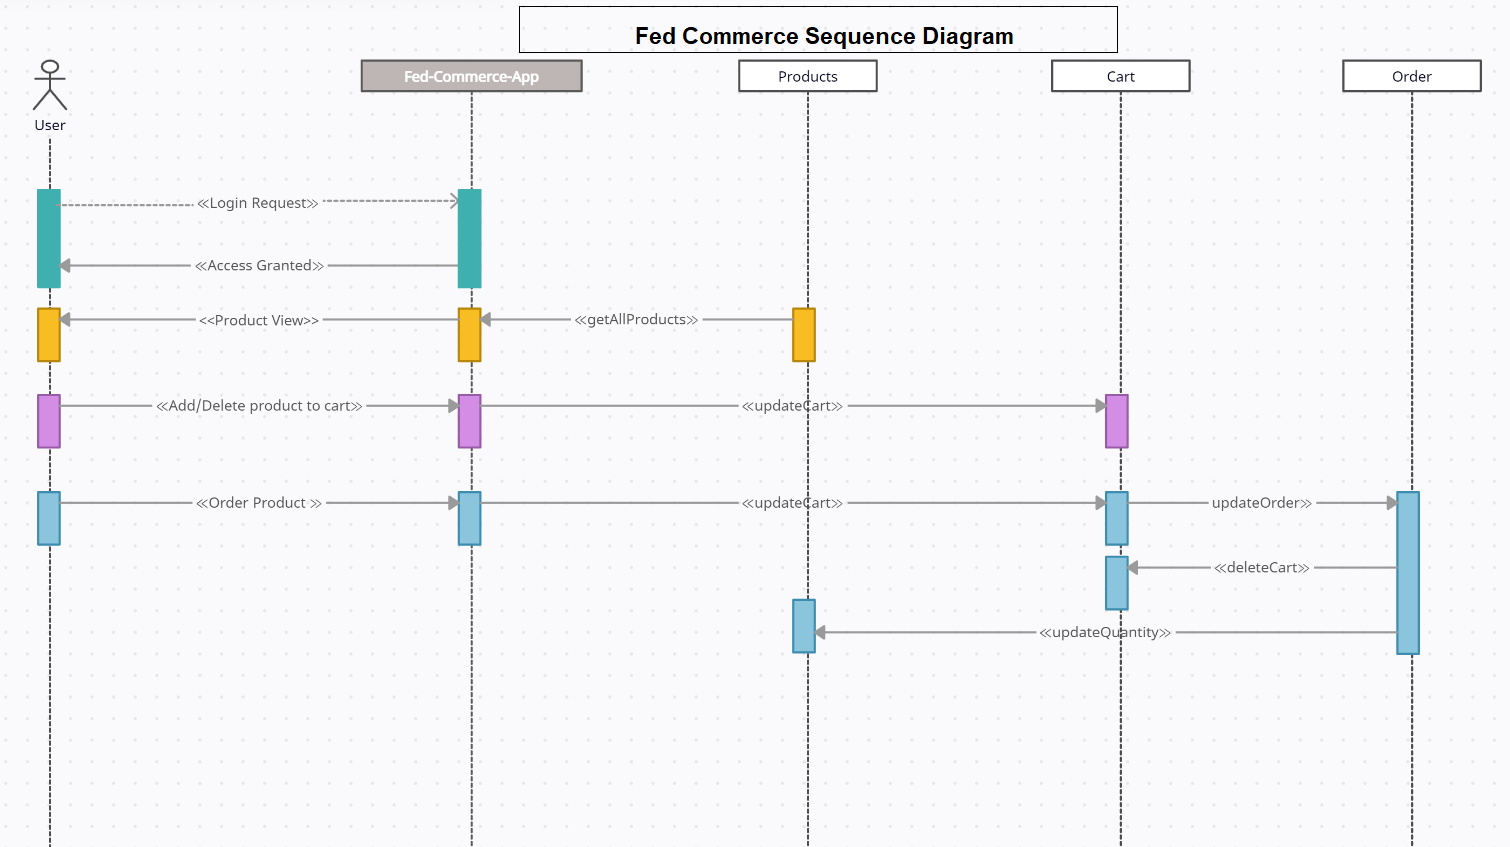 Fed Commerce Sequence Diagram
Fed-Commerce-App
Products
Cart
Order
User
≪Login Request≫
≪Access Granted≫
<<Product View>>
≪getAllProducts≫
≪Add/Delete product to cart≫
≪updateCart≫
≪Order Product ≫
≪updateCart≫
updateOrder≫
≪deleteCart≫
≪updateQuantity≫